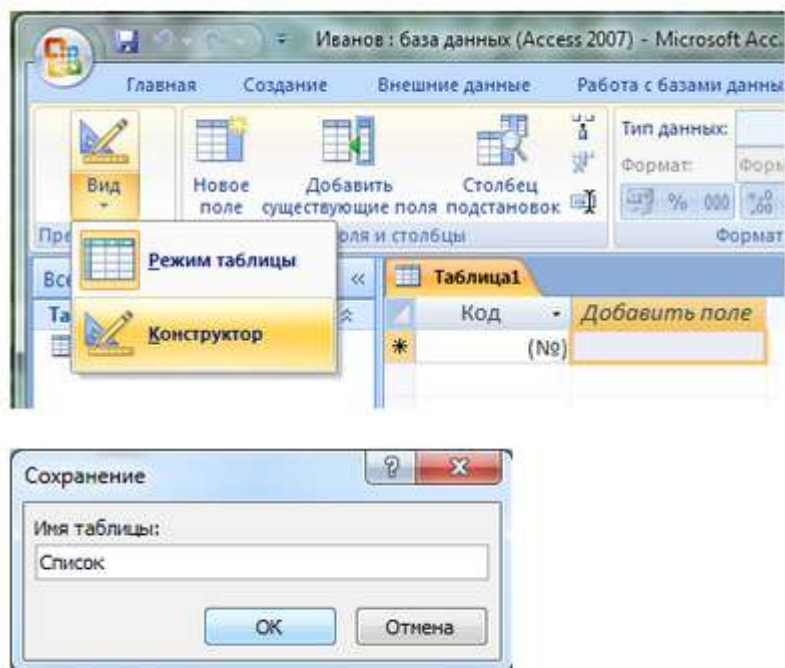 Иванов : база данных (Access 2007) - Microsoft Acc
Главная Создание Внешние данные Работа с базами данны
Вид
Новое поле
Добавить существующие поля
Столбец подстановок
Тип данных:
Формат: Форм
% 000
Пре оля и столбцы Формат
Режим таблицы
Конструктор
Все «
Та
Таблица1
Код Добавить поле
* (№)
Сохранение
Имя таблицы:
Список
ОК Отмена